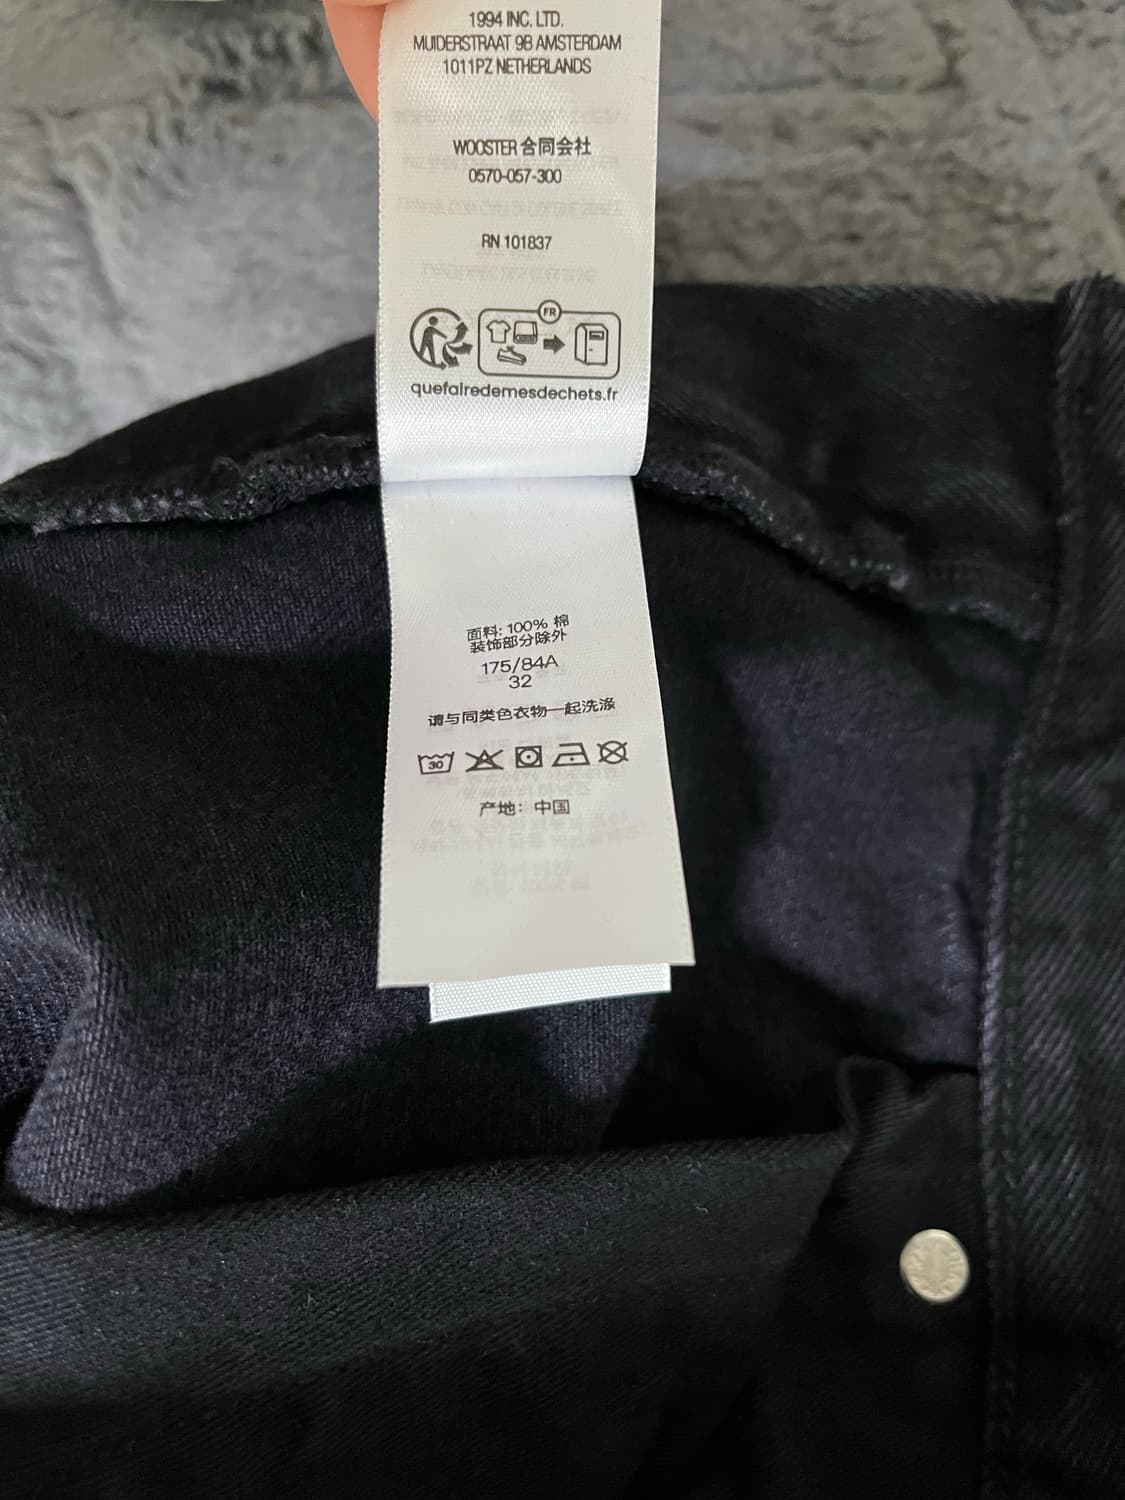 1994 INC. LTD.
MUIDERSTRAAT 9B AMSTERDAM
1011PZ NETHERLANDS
WOOSTER 合同会社
0570-057-300
RN 101837
FR
quefairedemesdechets.fr
面料: 100% 棉
装饰部分除外
175/84A
32
请与同类色衣物一起洗涤
30
产地: 中国